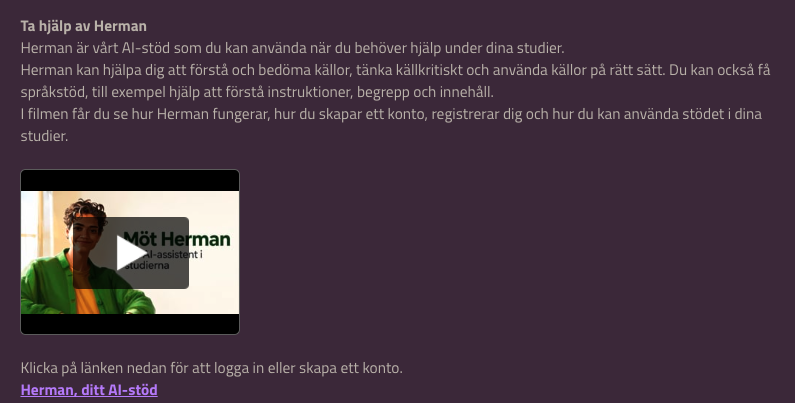 Ta hjälp av Herman
Herman är vårt AI-stöd som du kan använda när du behöver hjälp under dina studier.
Herman kan hjälpa dig att förstå och bedöma källor, tänka källkritiskt och använda källor på rätt sätt. Du kan också få
språkstöd, till exempel hjälp att förstå instruktioner, begrepp och innehåll.
I filmen får du se hur Herman fungerar, hur du skapar ett konto, registrerar dig och hur du kan använda stödet i dina
studier.
Möt Herman
AI-assistent i
studierna
Klicka på länken nedan för att logga in eller skapa ett konto.
Herman, ditt AI-stöd